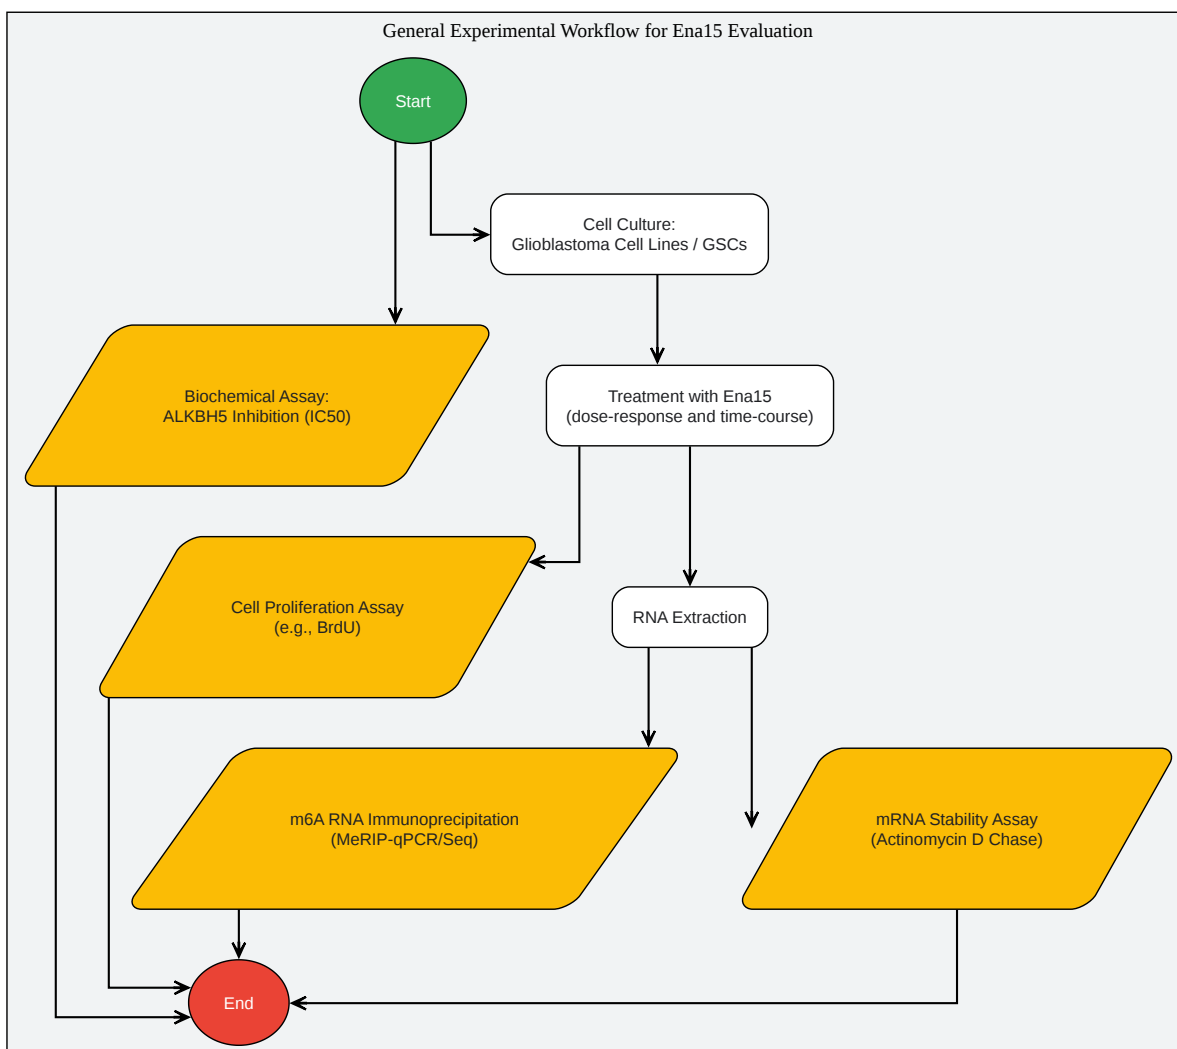 General Experimental Workflow for Ena15 Evaluation
Start
Cell Culture:
Glioblastoma Cell Lines / GSCs
Biochemical Assay:
ALKBH5 Inhibition (IC50)
Treatment with Ena15
(dose-response and time-course)
Cell Proliferation Assay
(e.g., BrdU)
RNA Extraction
m6A RNA Immunoprecipitation
(MeRIP-qPCR/Seq)
mRNA Stability Assay
(Actinomycin D Chase)
End